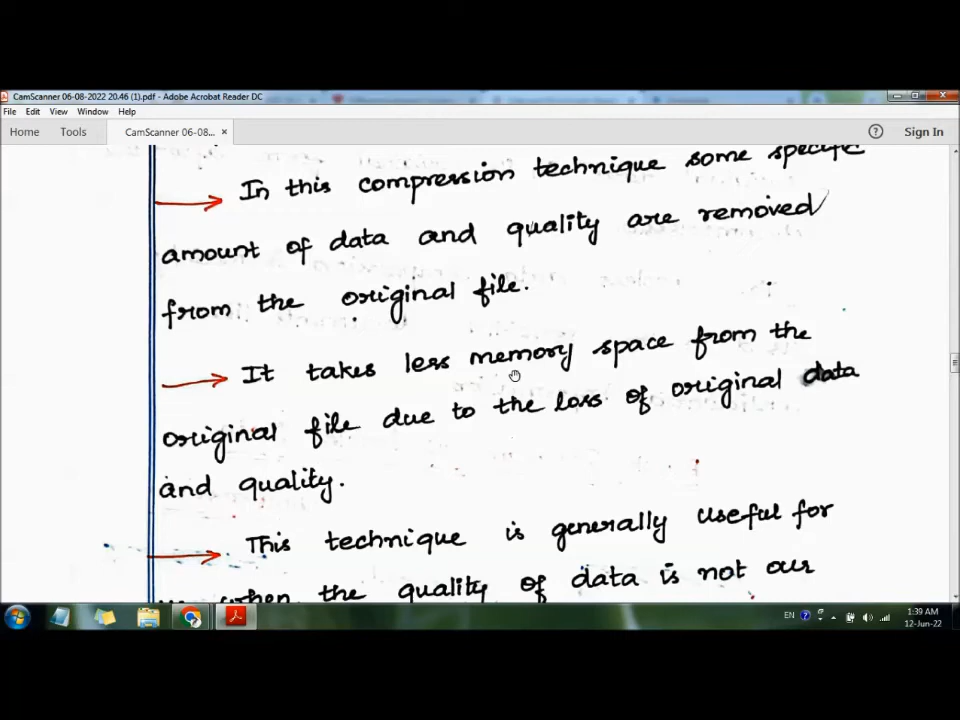 CamScanner 06-08-2022 20.46 (1).pdf - Adobe Acrobat Reader DC
File Edit View Window Help
Home Tools CamScanner 06-08... × ? Sign In
In this compression technique some specific
amount of data and quality are removed
from the original file.
It takes less memory space from the
original file due to the loss of original data
and quality.
This technique is generally useful for
us when the quality of data is not our
EN 1:39 AM
12-Jun-22